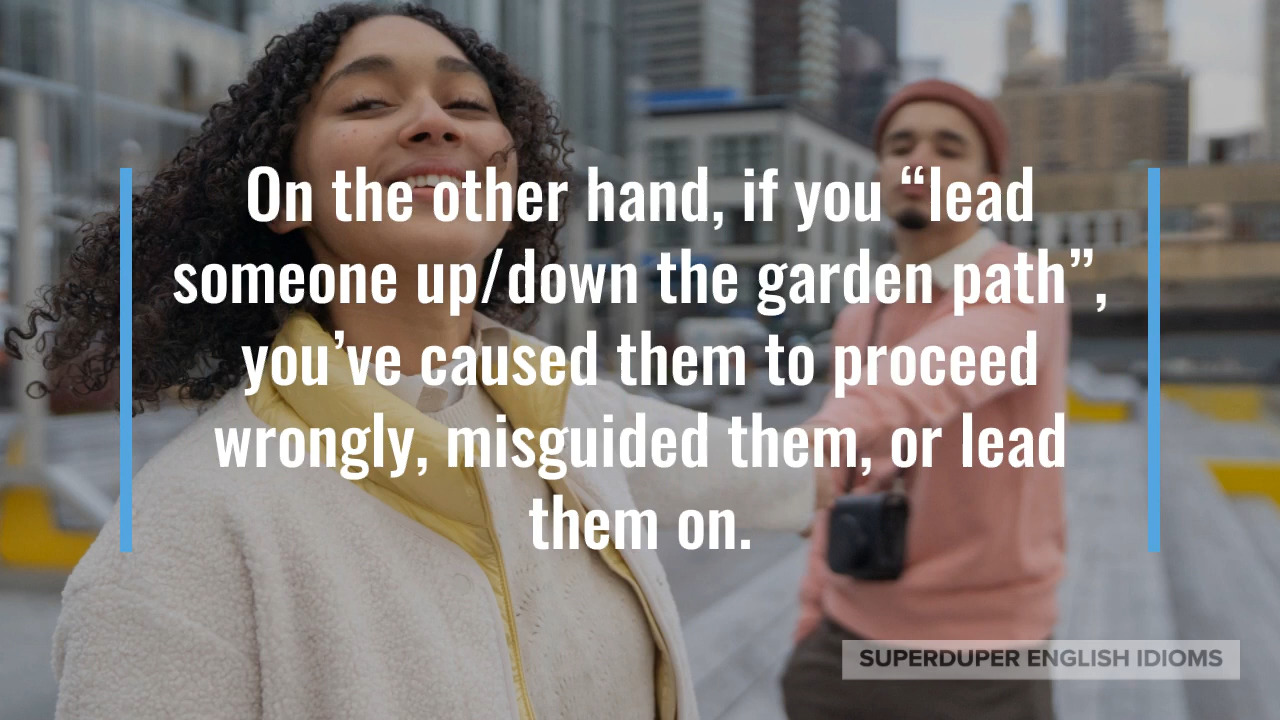 On the other hand, if you “lead
someone up/down the garden path”,
you’ve caused them to proceed
wrongly, misguided them, or lead
them on.
SUPERDUPER ENGLISH IDIOMS